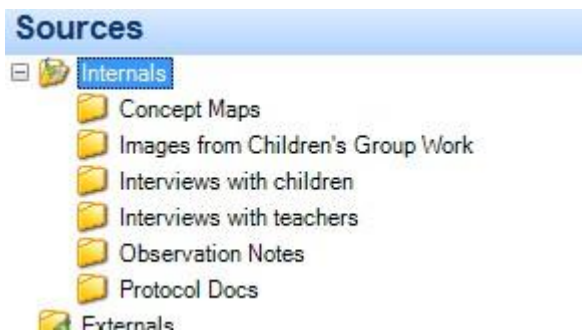 Sources
Internals
Concept Maps
Images from Children's Group Work
Interviews with children
Interviews with teachers
Observation Notes
Protocol Docs
Externals